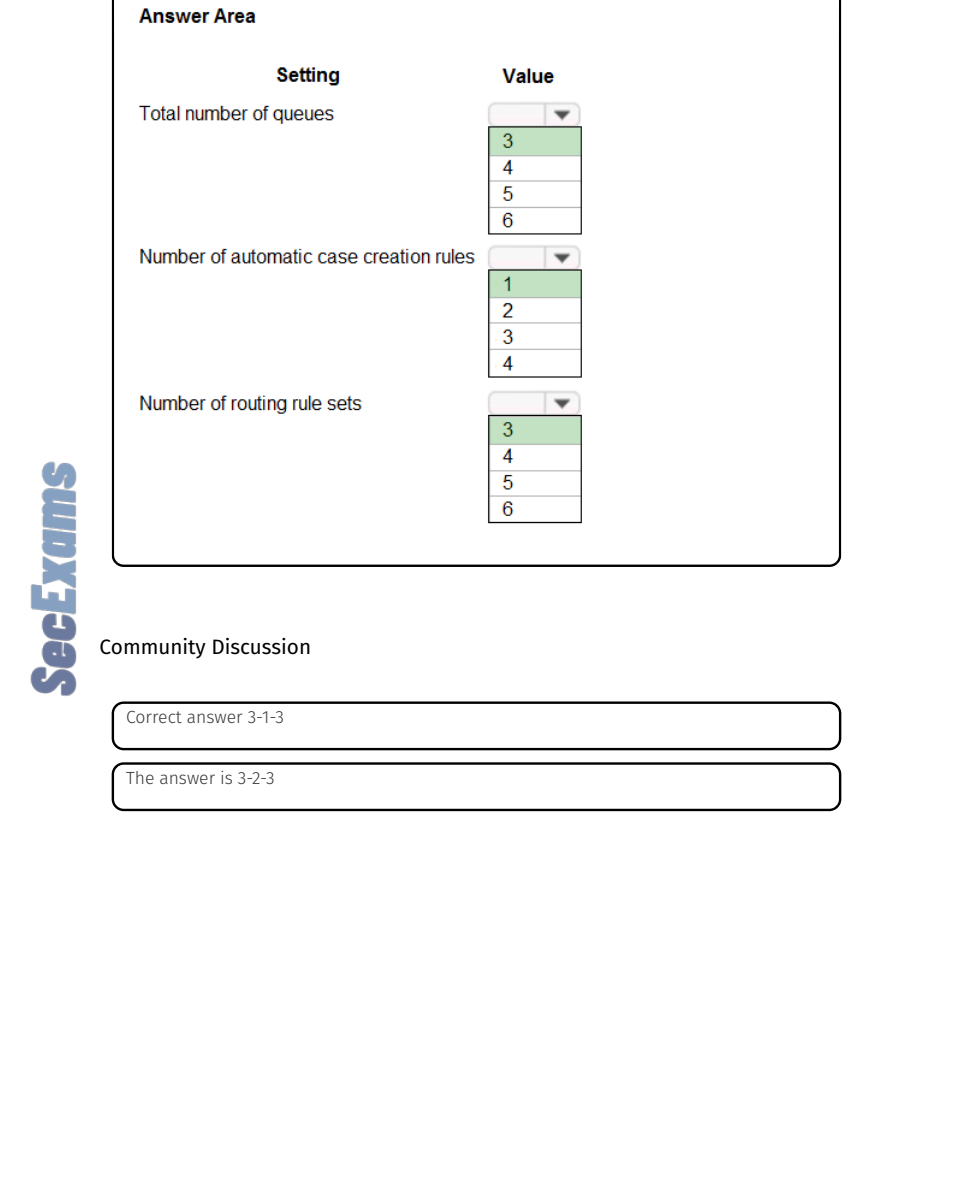 Answer Area
Setting Value
Total number of queues
3
4
5
6
Number of automatic case creation rules
1
2
3
4
Number of routing rule sets
3
4
5
6
SecExams
Community Discussion
Correct answer 3-1-3
The answer is 3-2-3